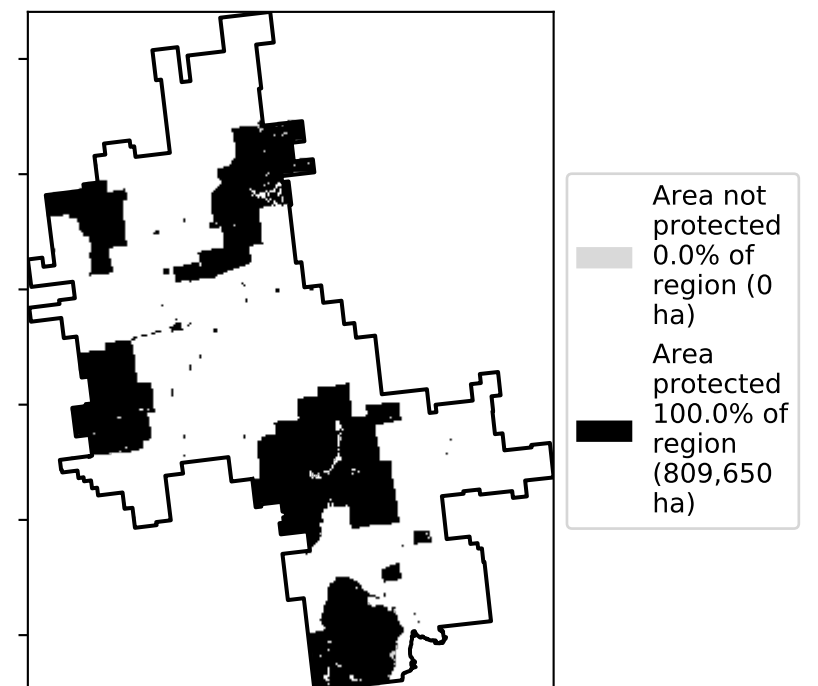 Area not
protected
0.0% of
region (0
ha)
Area
protected
100.0% of
region
(809,650
ha)